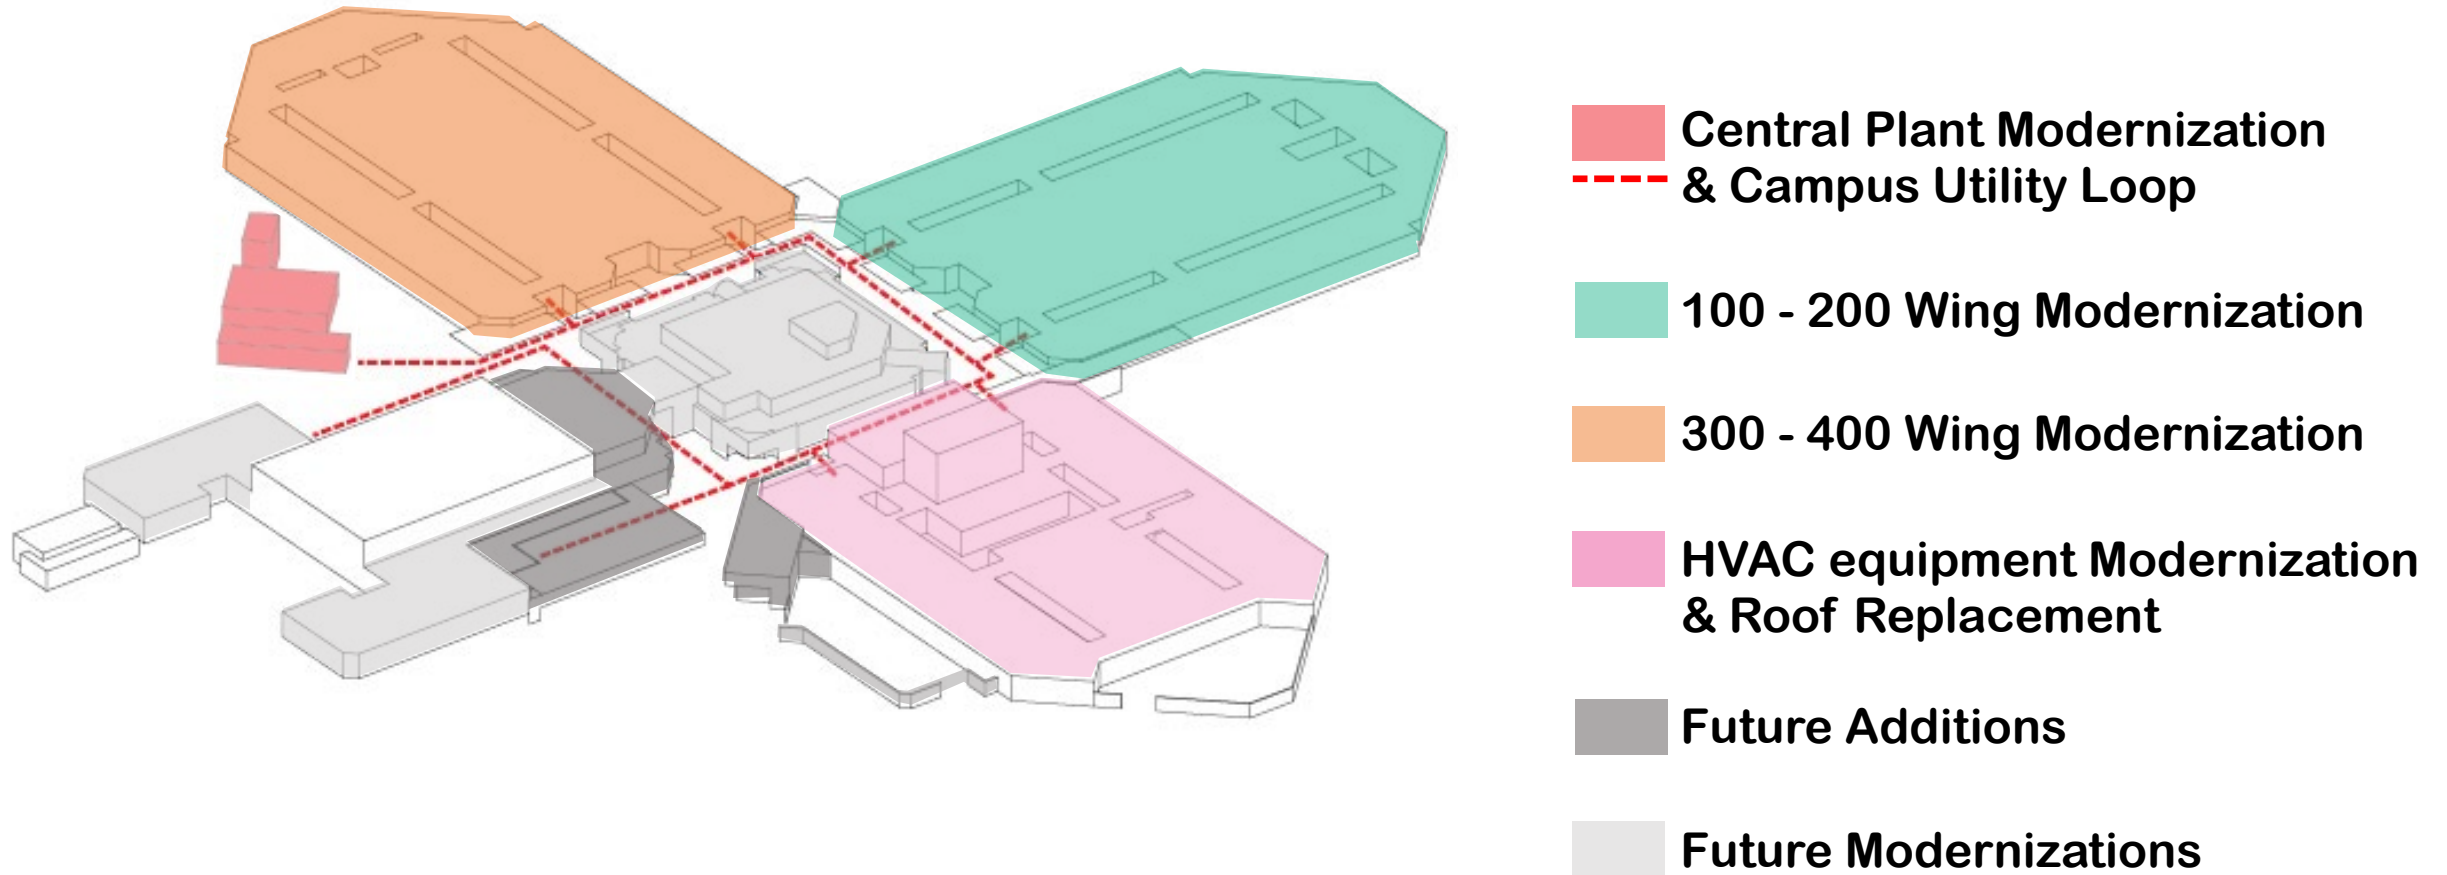 Central Plant Modernization
& Campus Utility Loop
100 - 200 Wing Modernization
300 - 400 Wing Modernization
HVAC equipment Modernization
& Roof Replacement
Future Additions
Future Modernizations